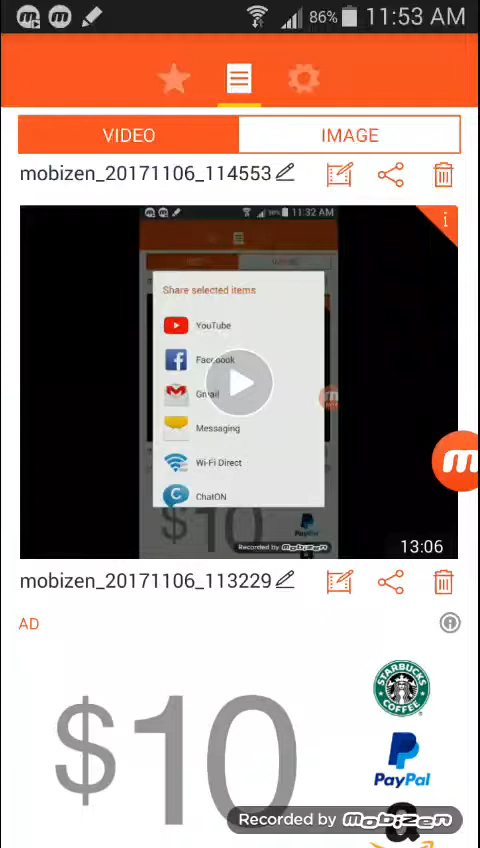 86% 11:53 AM
VIDEO IMAGE
mobizen_20171106_114553
i
11:32 AM
Share selected items
YouTube
Facebook
Gmail
Messaging
Wi-Fi Direct
ChatON
$10
PayPal
Recorded by Mobizen
13:06
mobizen_20171106_113229
AD
STARBUCKS
COFFEE
$10
PayPal
Recorded by Mobizen